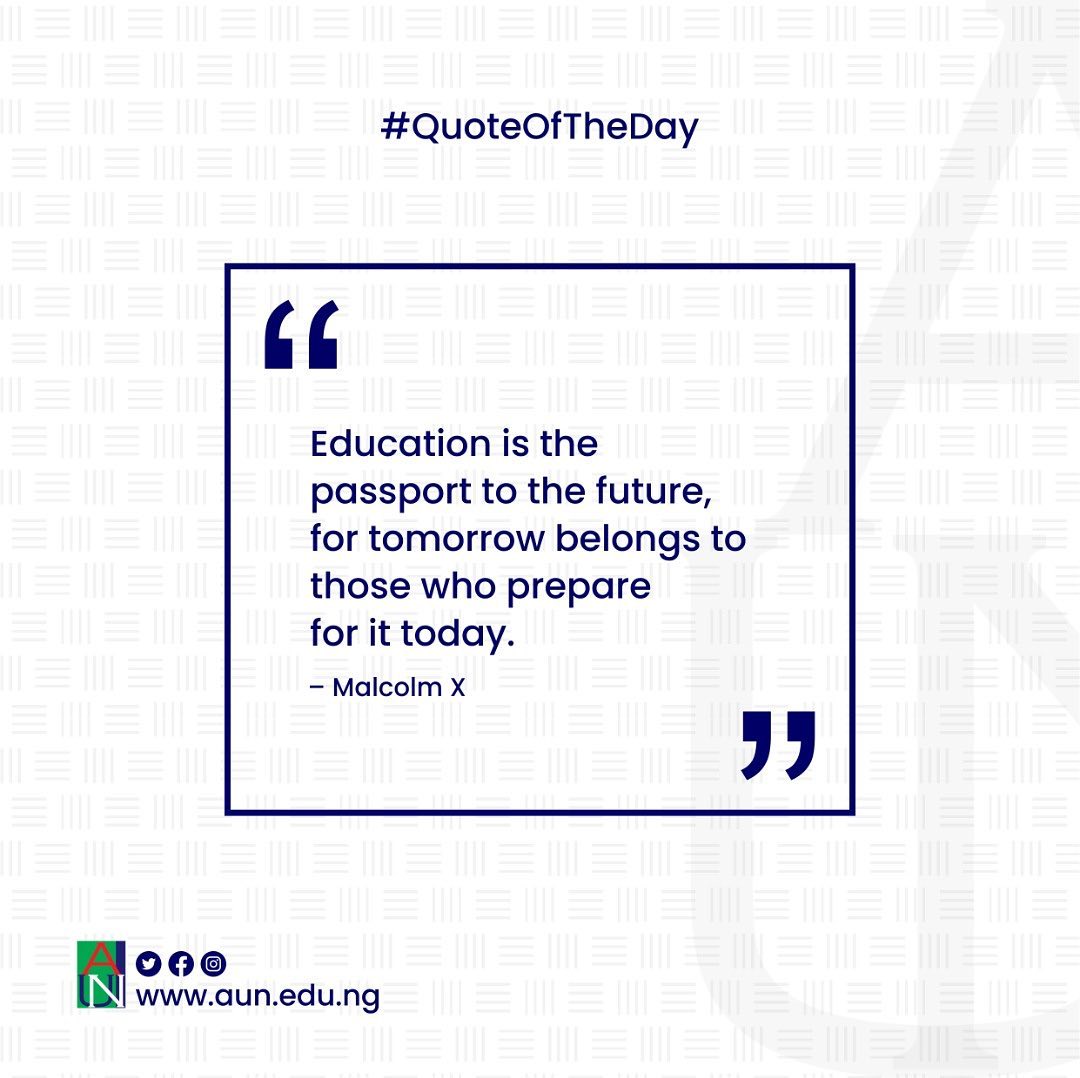 #QuoteOfTheDay
“
Education is the
passport to the future,
for tomorrow belongs to
those who prepare
for it today.
– Malcolm X
”
AUN
www.aun.edu.ng